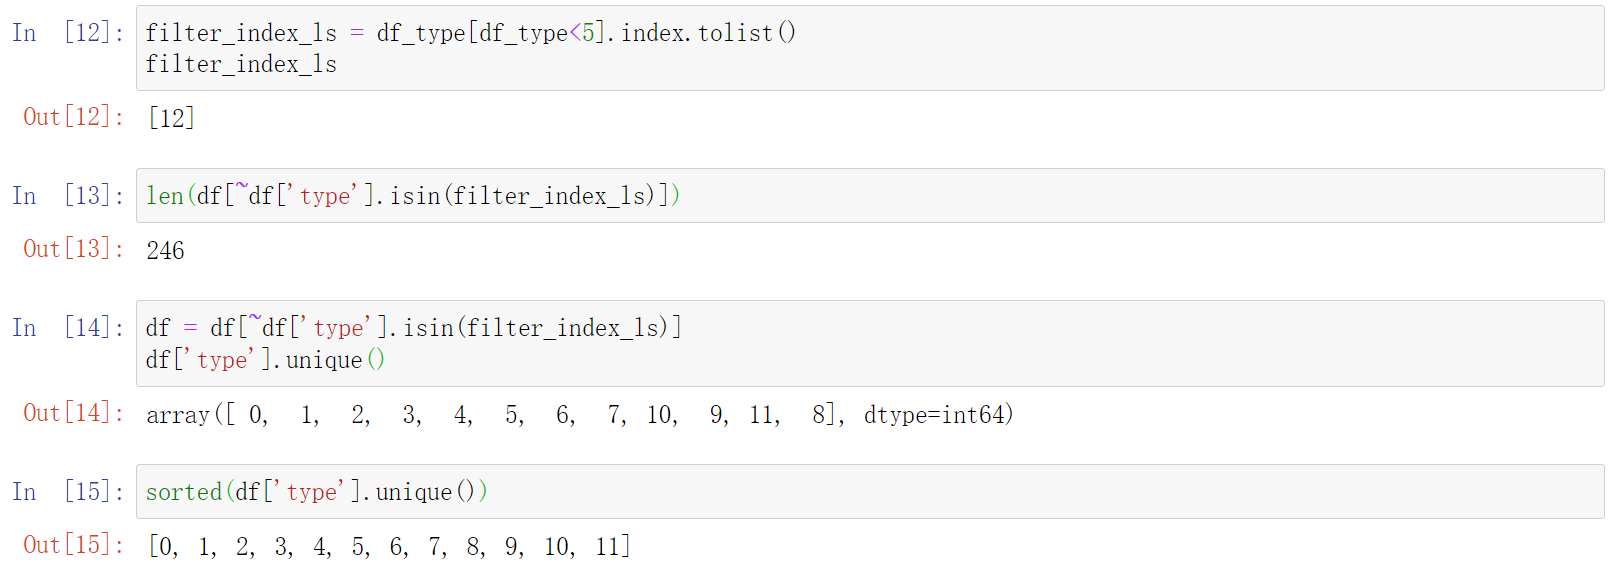 In [12]: filter_index_ls = df_type[df_type<5].index.tolist()
filter_index_ls
Out[12]: [12]
In [13]: len(df[~df['type'].isin(filter_index_ls)])
Out[13]: 246
In [14]: df = df[~df['type'].isin(filter_index_ls)]
df['type'].unique()
Out[14]: array([ 0,  1,  2,  3,  4,  5,  6,  7, 10,  9, 11,  8], dtype=int64)
In [15]: sorted(df['type'].unique())
Out[15]: [0, 1, 2, 3, 4, 5, 6, 7, 8, 9, 10, 11]